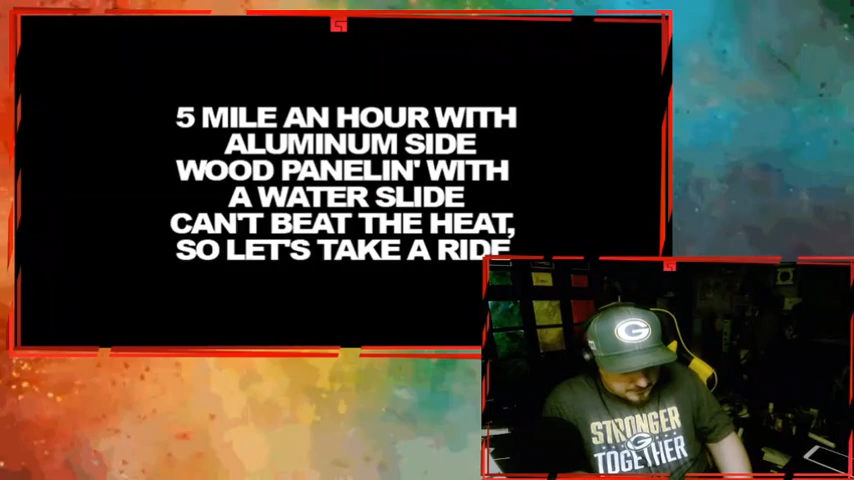 5 MILE AN HOUR WITH
ALUMINUM SIDE
WOOD PANELIN' WITH
A WATER SLIDE
CAN'T BEAT THE HEAT,
SO LET'S TAKE A RIDE
G
STRONGER
G
TOGETHER